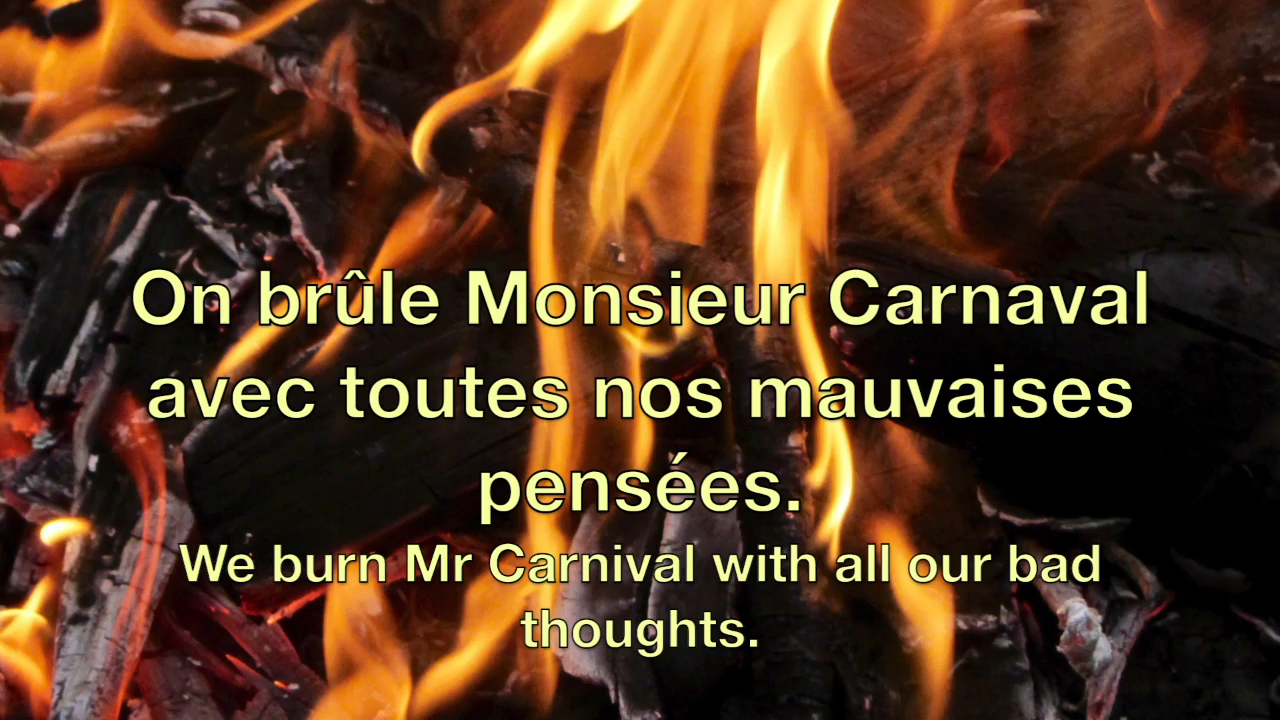 On brûle Monsieur Carnaval
avec toutes nos mauvaises
pensées.
We burn Mr Carnival with all our bad
thoughts.